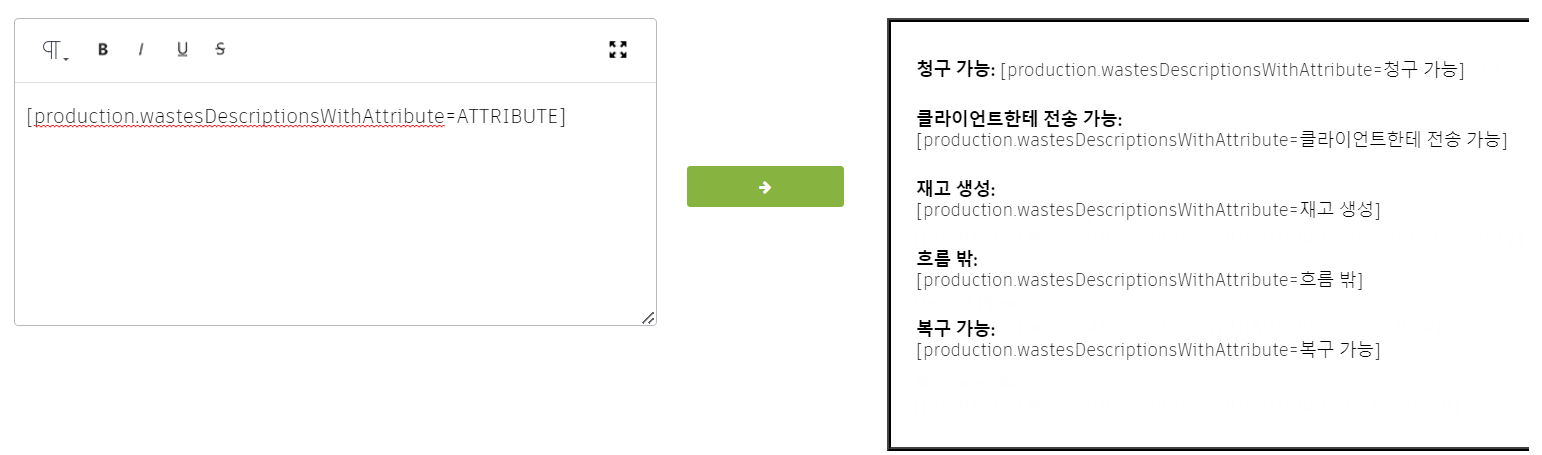 B I U S
[production.wastesDescriptionsWithAttribute=ATTRIBUTE]
청구 가능: [production.wastesDescriptionsWithAttribute=청구 가능]
클라이언트한테 전송 가능:
[production.wastesDescriptionsWithAttribute=클라이언트한테 전송 가능]
재고 생성:
[production.wastesDescriptionsWithAttribute=재고 생성]
흐름 밖:
[production.wastesDescriptionsWithAttribute=흐름 밖]
복구 가능:
[production.wastesDescriptionsWithAttribute=복구 가능]